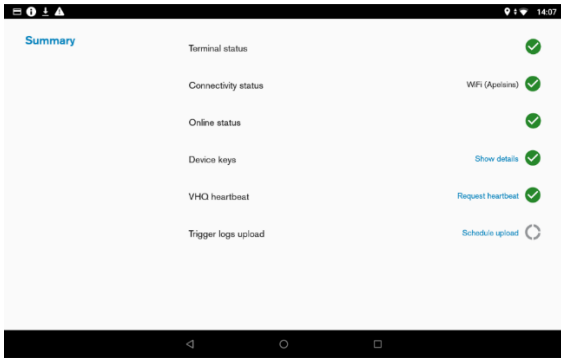 14:07
Summary
Terminal status
Connectivity status WiFi (Apelsins)
Online status
Device keys Show details
VHQ heartbeat Request heartbeat
Trigger logs upload Schedule upload